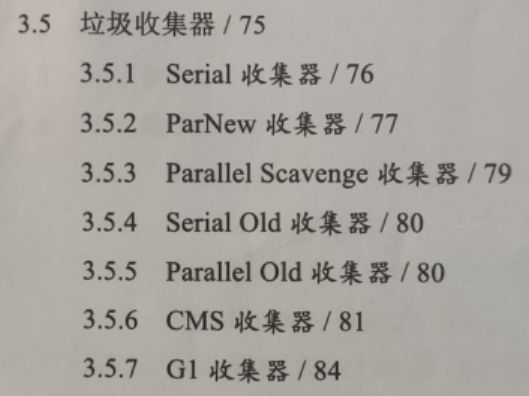 3.5 垃圾收集器 / 75
3.5.1 Serial 收集器 / 76
3.5.2 ParNew 收集器 / 77
3.5.3 Parallel Scavenge 收集器 / 79
3.5.4 Serial Old 收集器 / 80
3.5.5 Parallel Old 收集器 / 80
3.5.6 CMS 收集器 / 81
3.5.7 G1 收集器 / 84